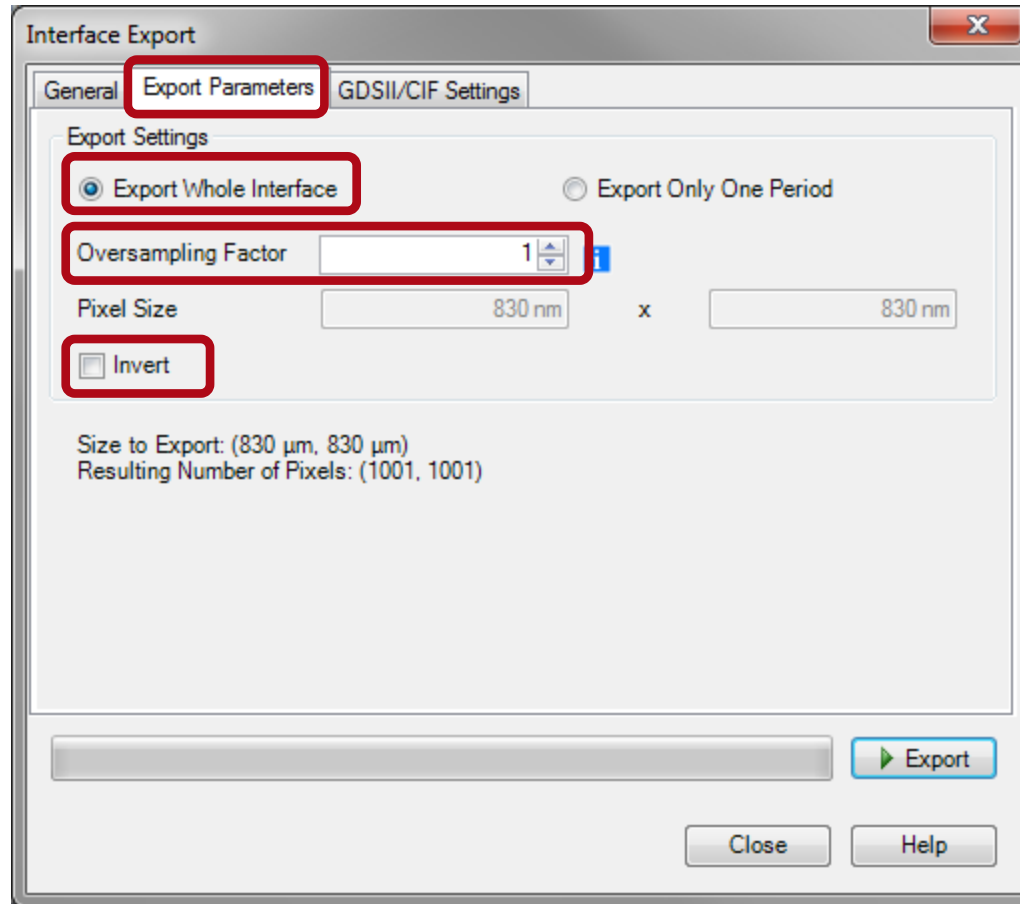 Interface Export
General Export Parameters GDSII/CIF Settings
Export Settings
Export Whole Interface Export Only One Period
Oversampling Factor 1 i
Pixel Size 830 nm x 830 nm
Invert
Size to Export: (830 µm, 830 µm)
Resulting Number of Pixels: (1001, 1001)
Export
Close Help